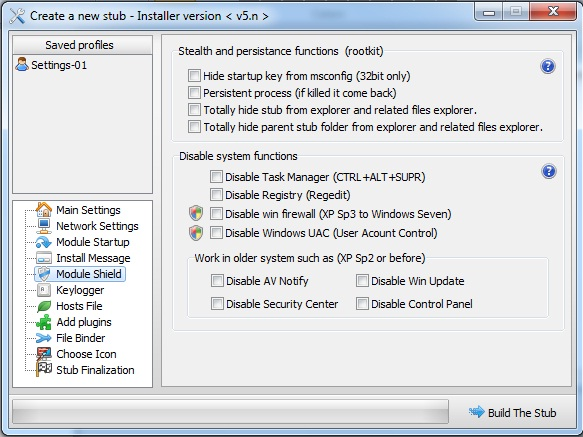 Create a new stub - Installer version < v5.n >
Saved profiles
Settings-01
Main Settings
Network Settings
Module Startup
Install Message
Module Shield
Keylogger
Hosts File
Add plugins
File Binder
Choose Icon
Stub Finalization
Stealth and persistance functions (rootkit)
Hide startup key from msconfig (32bit only)
Persistent process (if killed it come back)
Totally hide stub from explorer and related files explorer.
Totally hide parent stub folder from explorer and related files explorer.
Disable system functions
Disable Task Manager (CTRL+ALT+SUPR)
Disable Registry (Regedit)
Disable win firewall (XP Sp3 to Windows Seven)
Disable Windows UAC (User Acount Control)
Work in older system such as (XP Sp2 or before)
Disable AV Notify
Disable Win Update
Disable Security Center
Disable Control Panel
Build The Stub